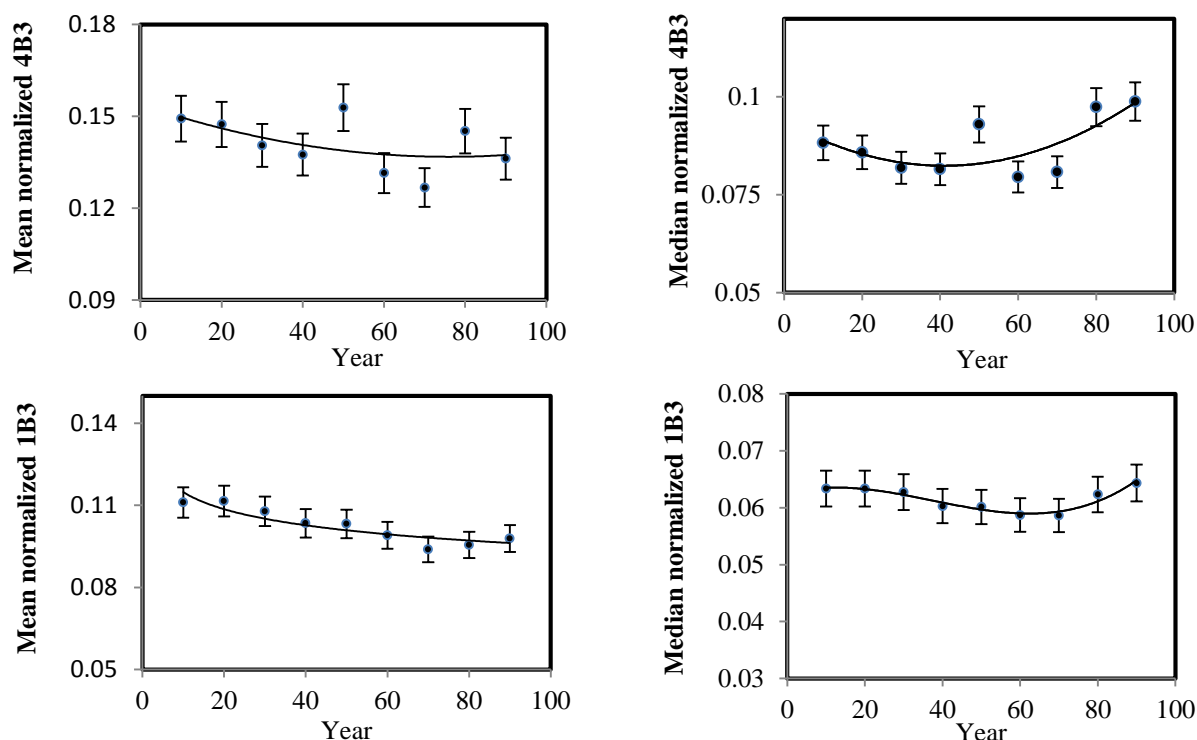 Mean normalized 4B3
0.18
0.15
0.12
0.09
0 20 40 60 80 100
Year
Median normalized 4B3
0.1
0.075
0.05
0 20 40 60 80 100
Year
Mean normalized 1B3
0.14
0.11
0.08
0.05
0 20 40 60 80 100
Year
Median normalized 1B3
0.08
0.07
0.06
0.05
0.04
0.03
0 20 40 60 80 100
Year